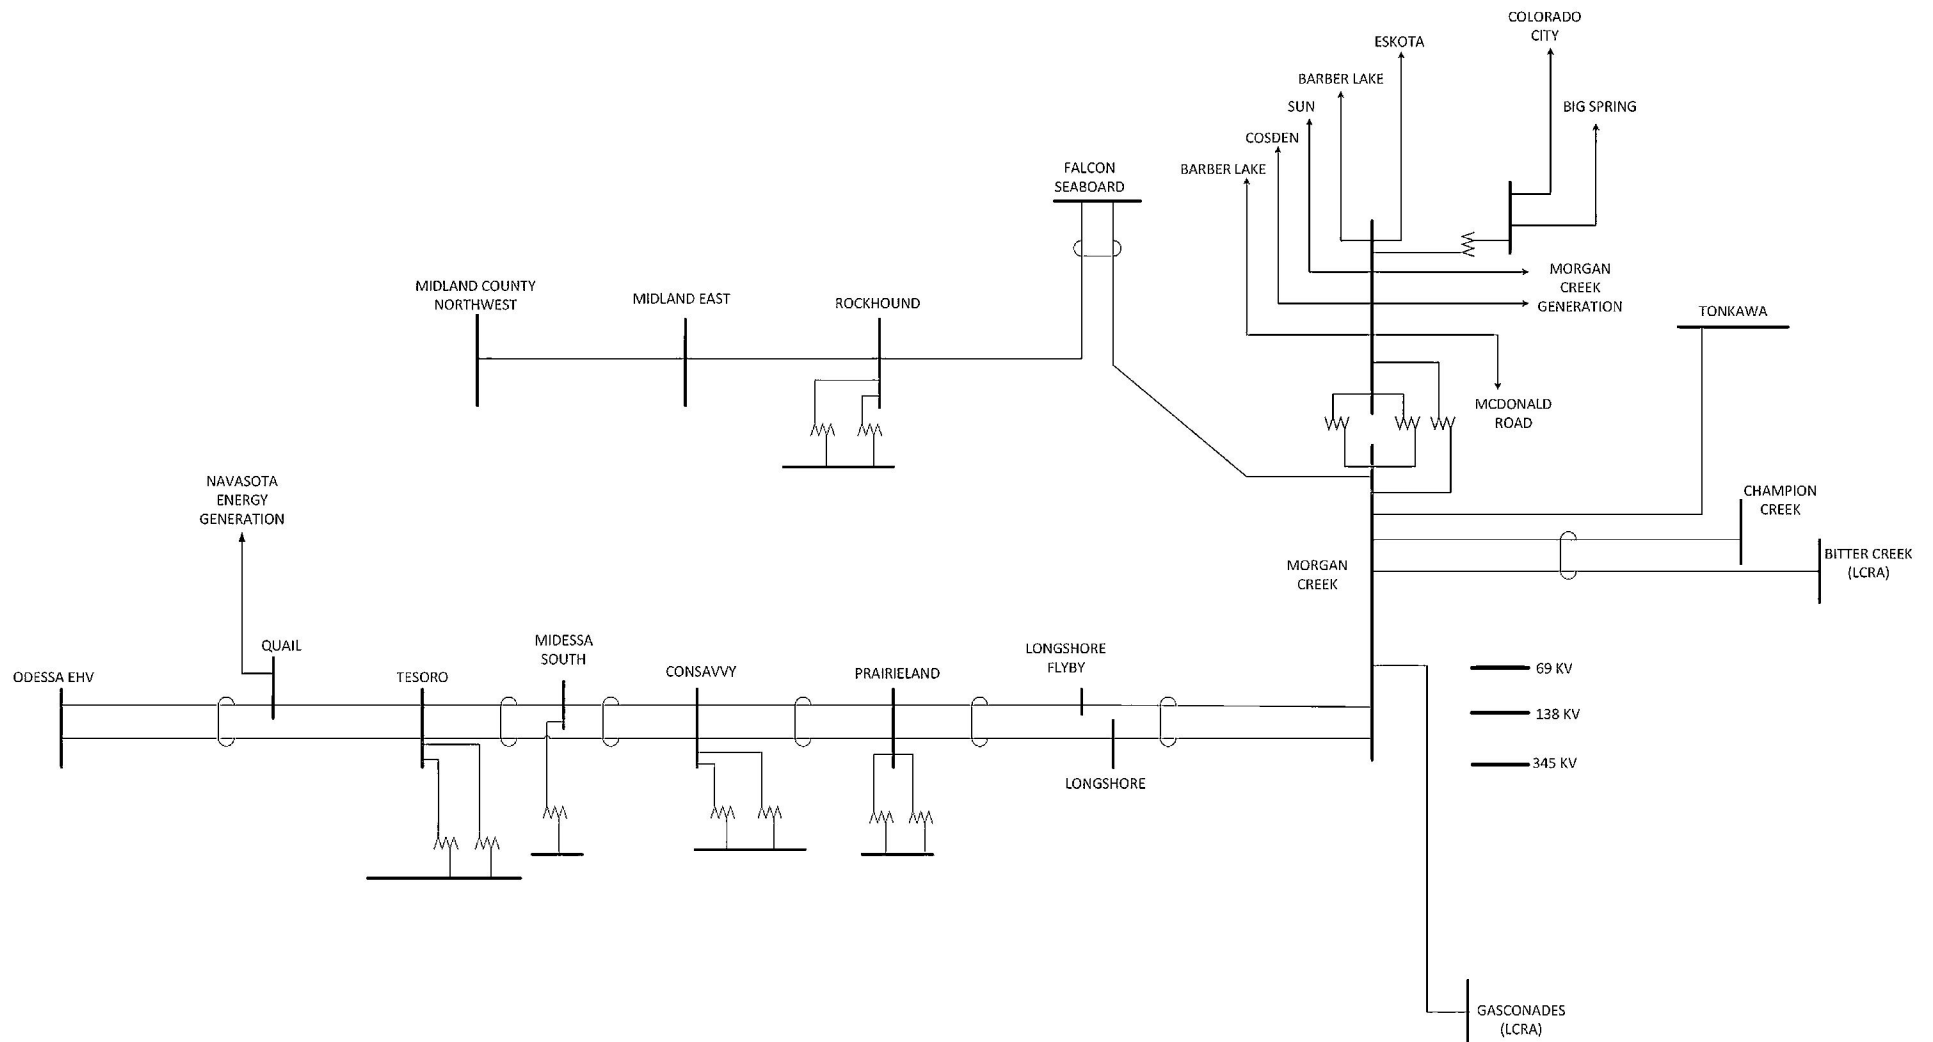 COLORADO
CITY
ESKOTA
BARBER LAKE
SUN
BIG SPRING
COSDEN
BARBER LAKE
FALCON
SEABOARD
MORGAN
CREEK
GENERATION
MIDLAND COUNTY
NORTHWEST
MIDLAND EAST
ROCKHOUND
TONKAWA
MCDONALD
ROAD
NAVASOTA
ENERGY
GENERATION
CHAMPION
CREEK
BITTER CREEK
(LCRA)
MORGAN
CREEK
QUAIL
MIDESSA
SOUTH
LONGSHORE
FLYBY
ODESSA EHV
TESORO
CONSAVVY
PRAIRIELAND
69 KV
138 KV
345 KV
LONGSHORE
GASCONADES
(LCRA)